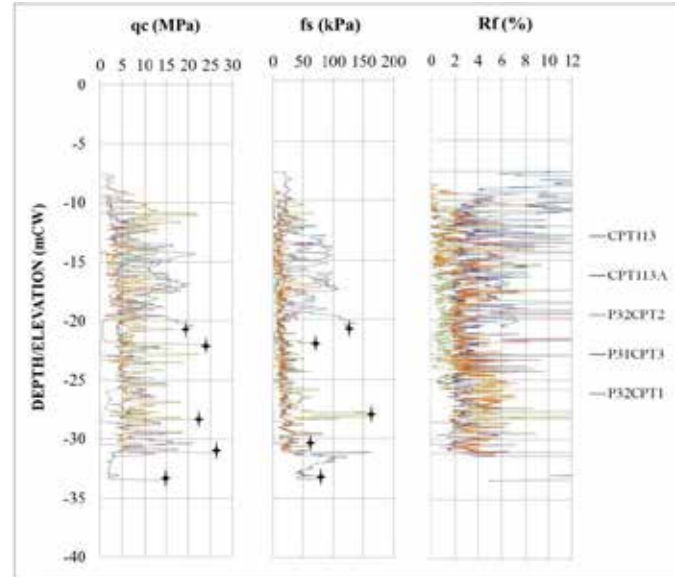 qc (MPa) fs (kPa) Rf (%)
0 5 10 15 20 25 30 0 50 100 150 200 0 2 4 6 8 10 12
0
-5
-10
-15
-20
-25
-30
-35
-40
DEPTH/ELEVATION (mCW)
CPT113
CPT113A
P32CPT2
P31CPT3
P32CPT1